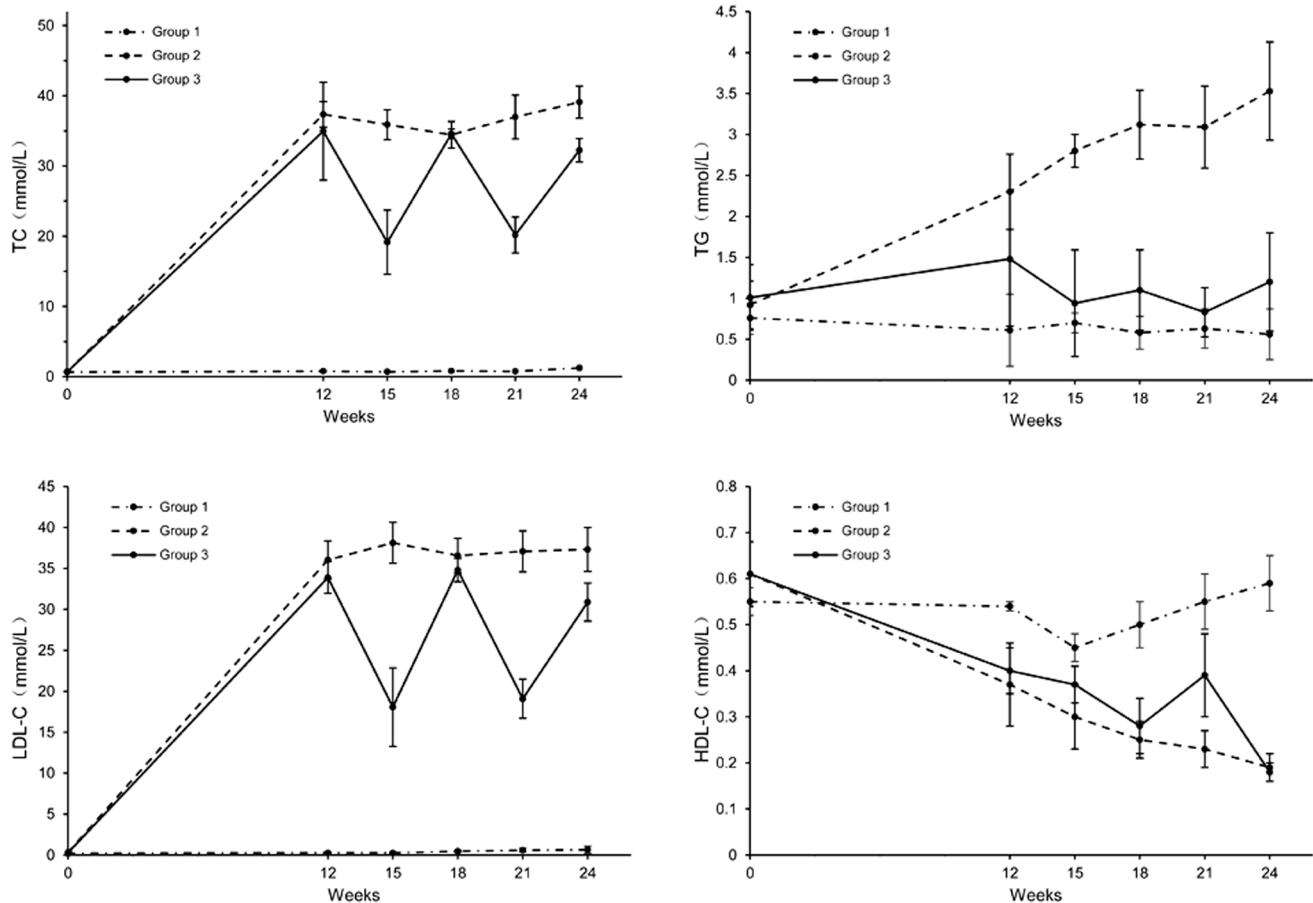 TC（mmol/L）
50
40
30
20
10
0
Group 1
Group 2
Group 3
0 12 15 18 21 24
Weeks
TG（mmol/L）
4.5
4
3.5
3
2.5
2
1.5
1
0.5
0
Group 1
Group 2
Group 3
0 12 15 18 21 24
Weeks
LDL-C（mmol/L）
45
40
35
30
25
20
15
10
5
0
Group 1
Group 2
Group 3
0 12 15 18 21 24
Weeks
HDL-C（mmol/L）
0.8
0.7
0.6
0.5
0.4
0.3
0.2
0.1
0
Group 1
Group 2
Group 3
0 12 15 18 21 24
Weeks